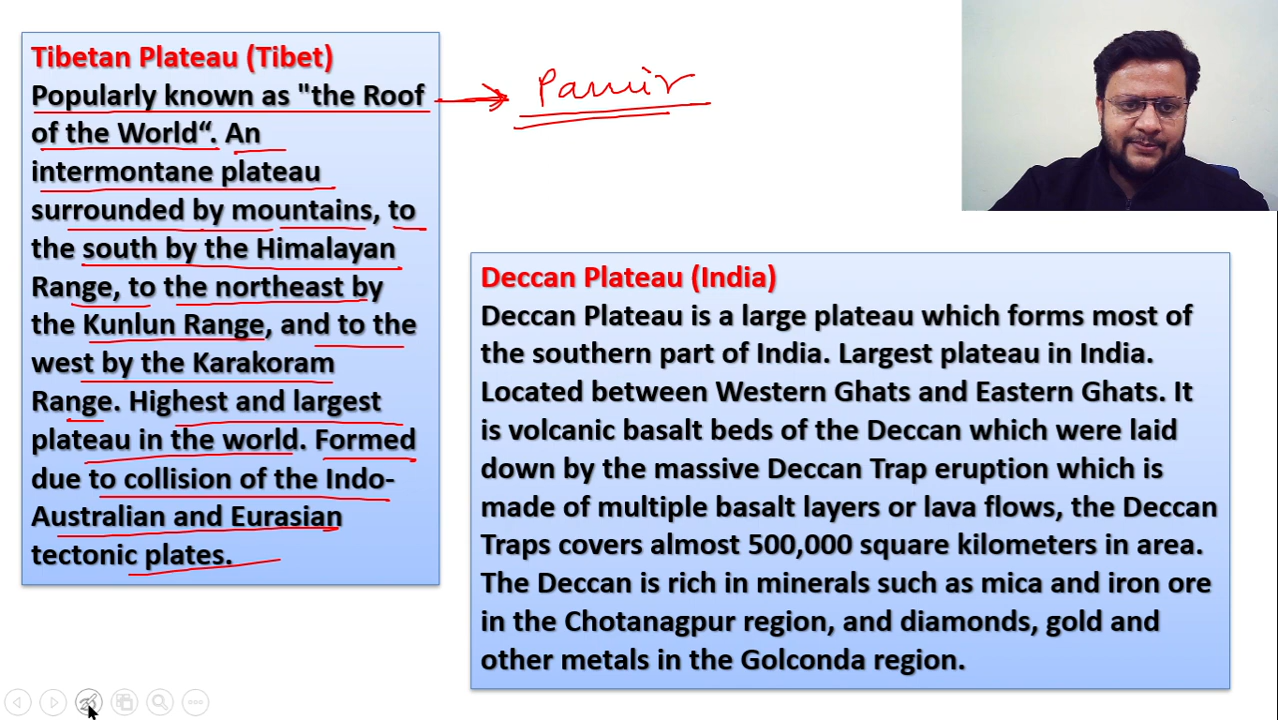 Tibetan Plateau (Tibet)
Popularly known as "the Roof
of the World“. An
intermontane plateau
surrounded by mountains, to
the south by the Himalayan
Range, to the northeast by
the Kunlun Range, and to the
west by the Karakoram
Range. Highest and largest
plateau in the world. Formed
due to collision of the Indo-
Australian and Eurasian
tectonic plates.
Pamir
Deccan Plateau (India)
Deccan Plateau is a large plateau which forms most of
the southern part of India. Largest plateau in India.
Located between Western Ghats and Eastern Ghats. It
is volcanic basalt beds of the Deccan which were laid
down by the massive Deccan Trap eruption which is
made of multiple basalt layers or lava flows, the Deccan
Traps covers almost 500,000 square kilometers in area.
The Deccan is rich in minerals such as mica and iron ore
in the Chotanagpur region, and diamonds, gold and
other metals in the Golconda region.